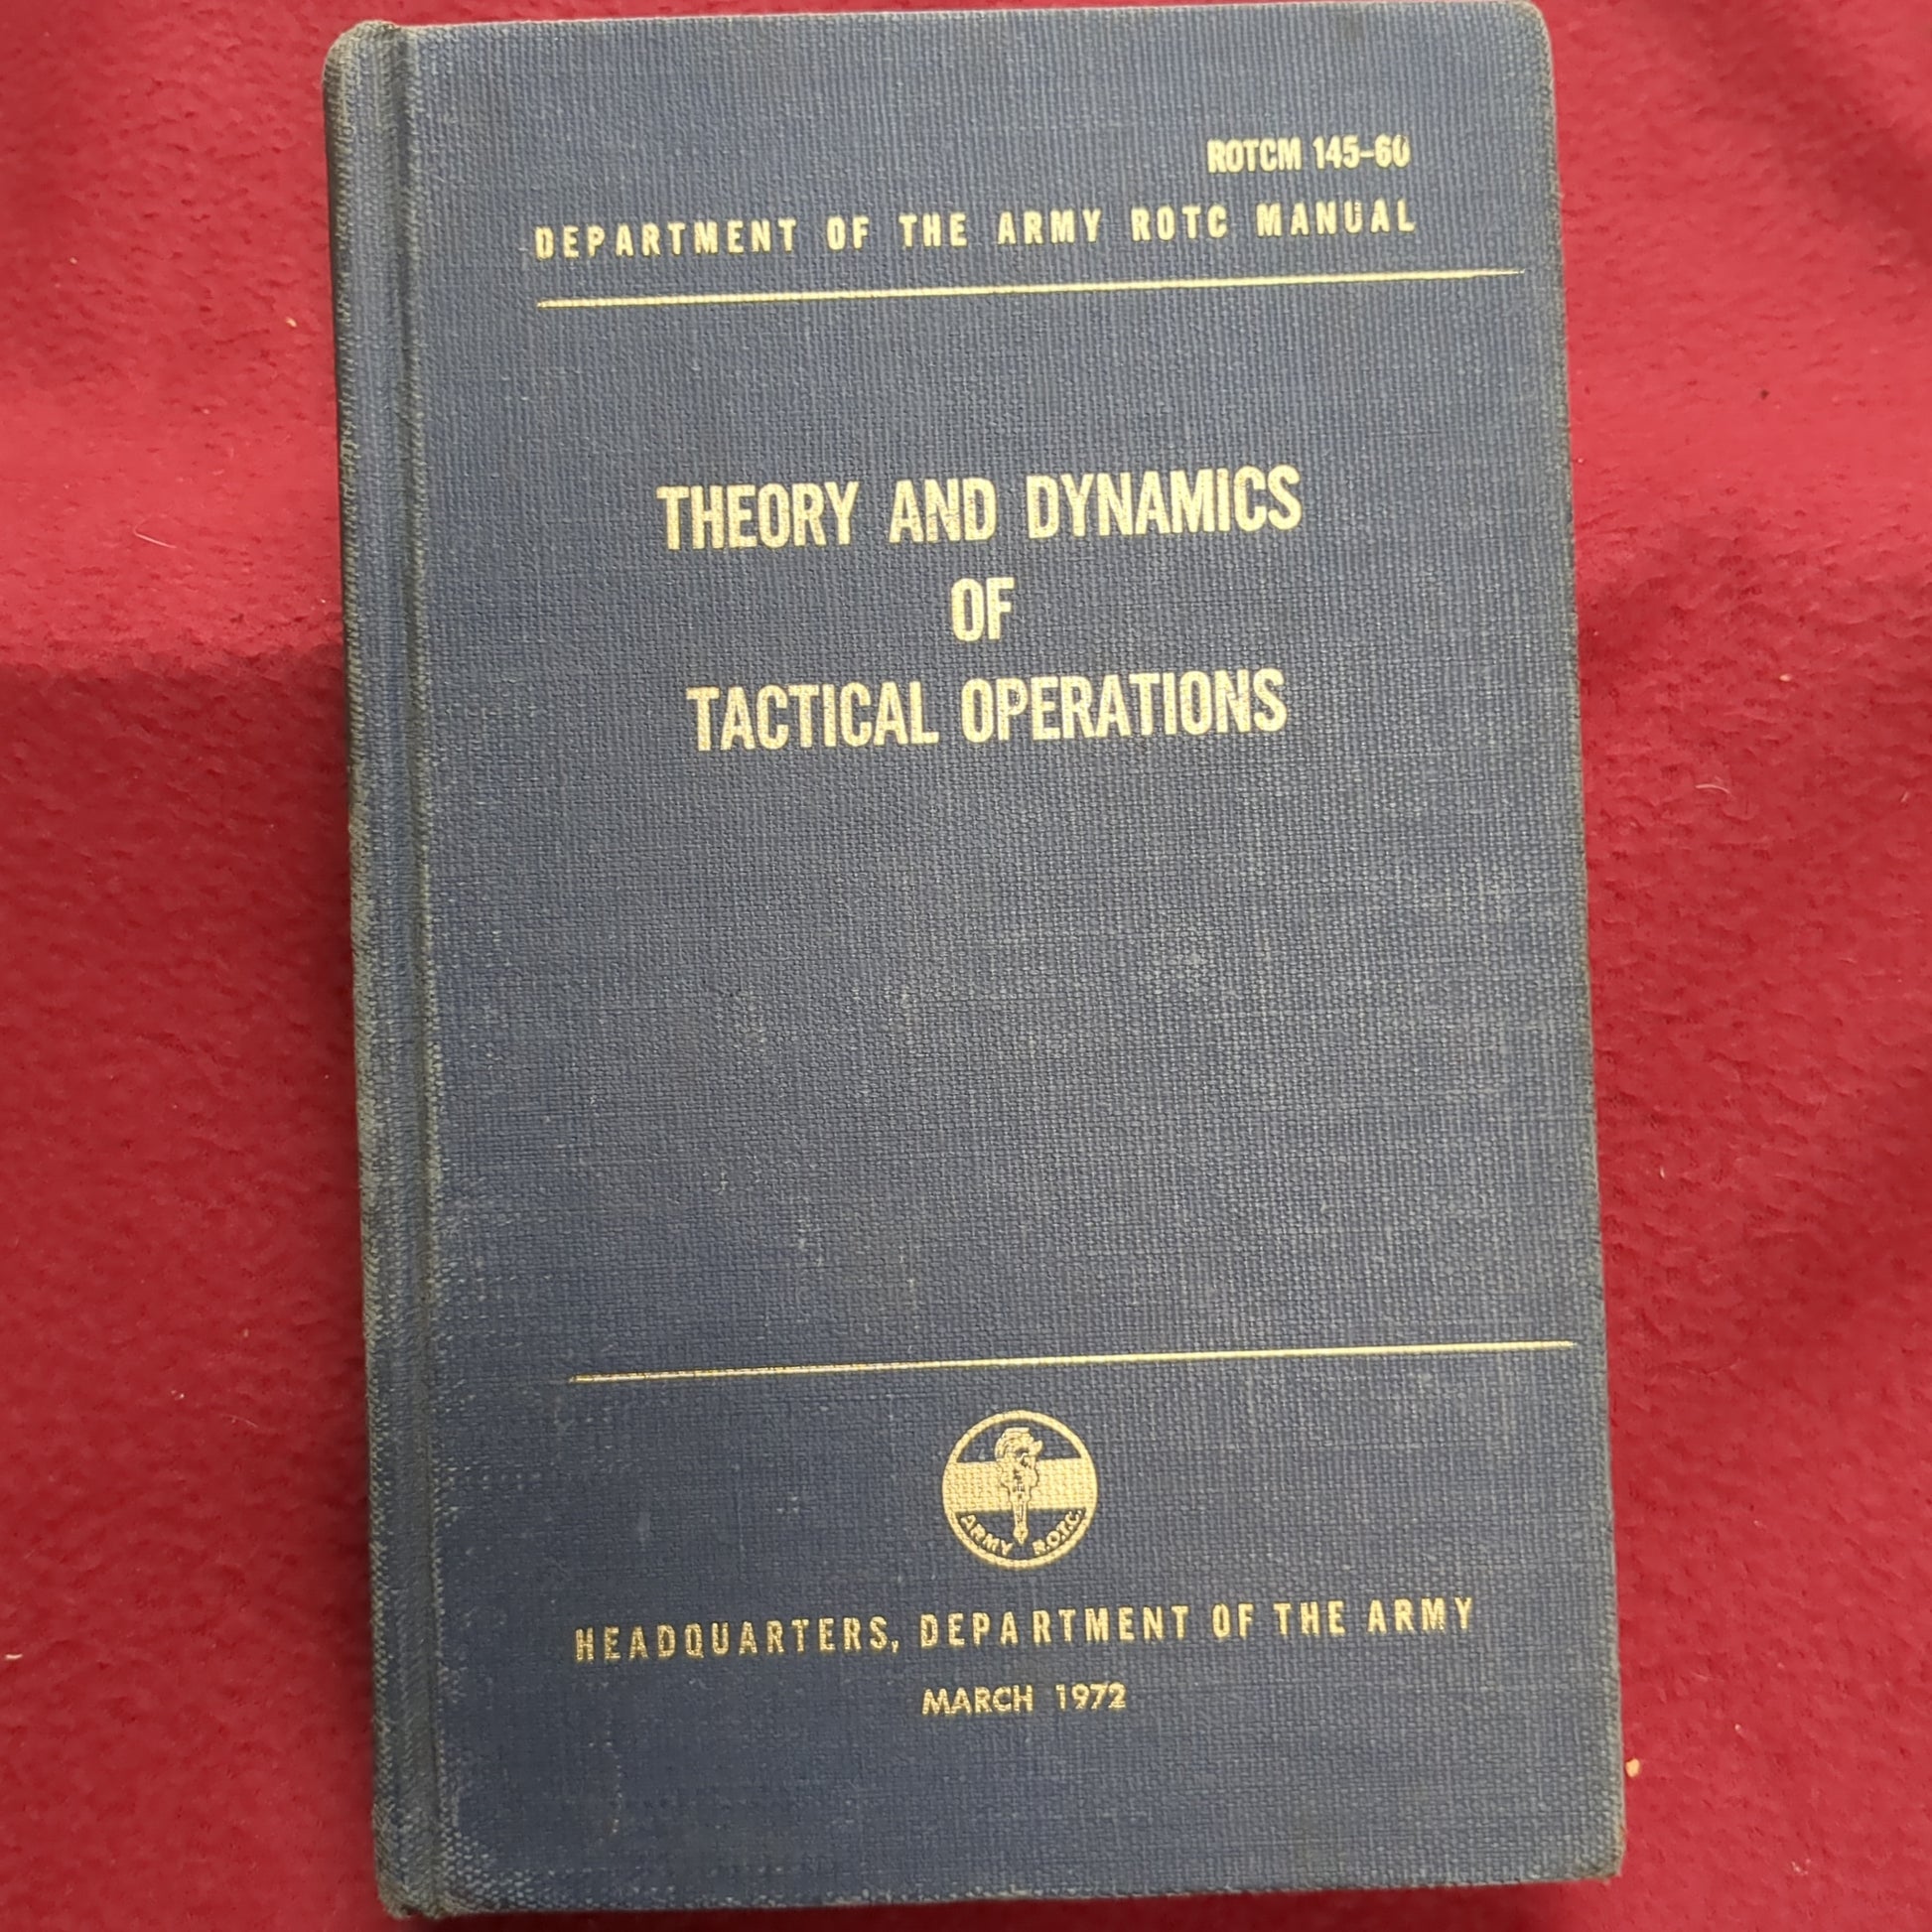 ROTCM 145-60
DEPARTMENT OF THE ARMY ROTC MANUAL
THEORY AND DYNAMICS
OF
TACTICAL OPERATIONS
ARMY R.O.T.C.
HEADQUARTERS, DEPARTMENT OF THE ARMY
MARCH 1972